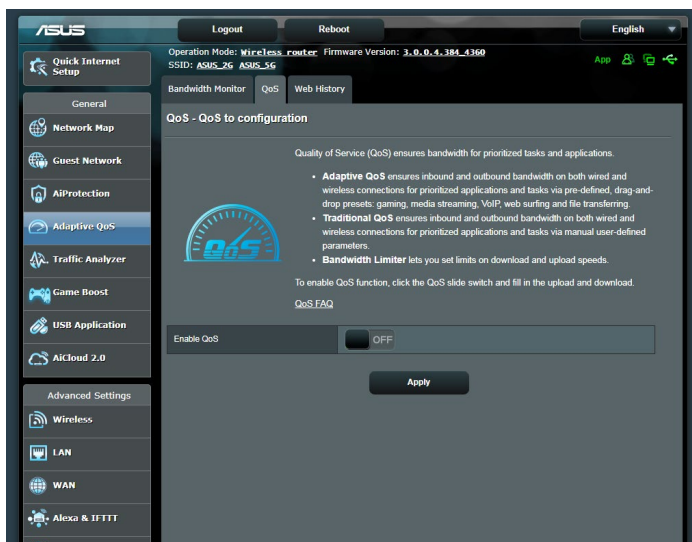 ASUS
Logout
Reboot
English
Quick Internet
Setup
Operation Mode: Wireless router Firmware Version: 3.0.0.4.384_4360
SSID: ASUS_2G ASUS_5G
App
General
Network Map
Guest Network
AiProtection
Adaptive QoS
Traffic Analyzer
Game Boost
USB Application
AiCloud 2.0
Advanced Settings
Wireless
LAN
WAN
Alexa & IFTTT
Bandwidth Monitor
QoS
Web History
QoS - QoS to configuration
QoS
Quality of Service (QoS) ensures bandwidth for prioritized tasks and applications.
• Adaptive QoS ensures inbound and outbound bandwidth on both wired and
wireless connections for prioritized applications and tasks via pre-defined, drag-and-
drop presets: gaming, media streaming, VoIP, web surfing and file transferring.
• Traditional QoS ensures inbound and outbound bandwidth on both wired and
wireless connections for prioritized applications and tasks via manual user-defined
parameters.
• Bandwidth Limiter lets you set limits on download and upload speeds.
To enable QoS function, click the QoS slide switch and fill in the upload and download.
QoS FAQ
Enable QoS
OFF
Apply